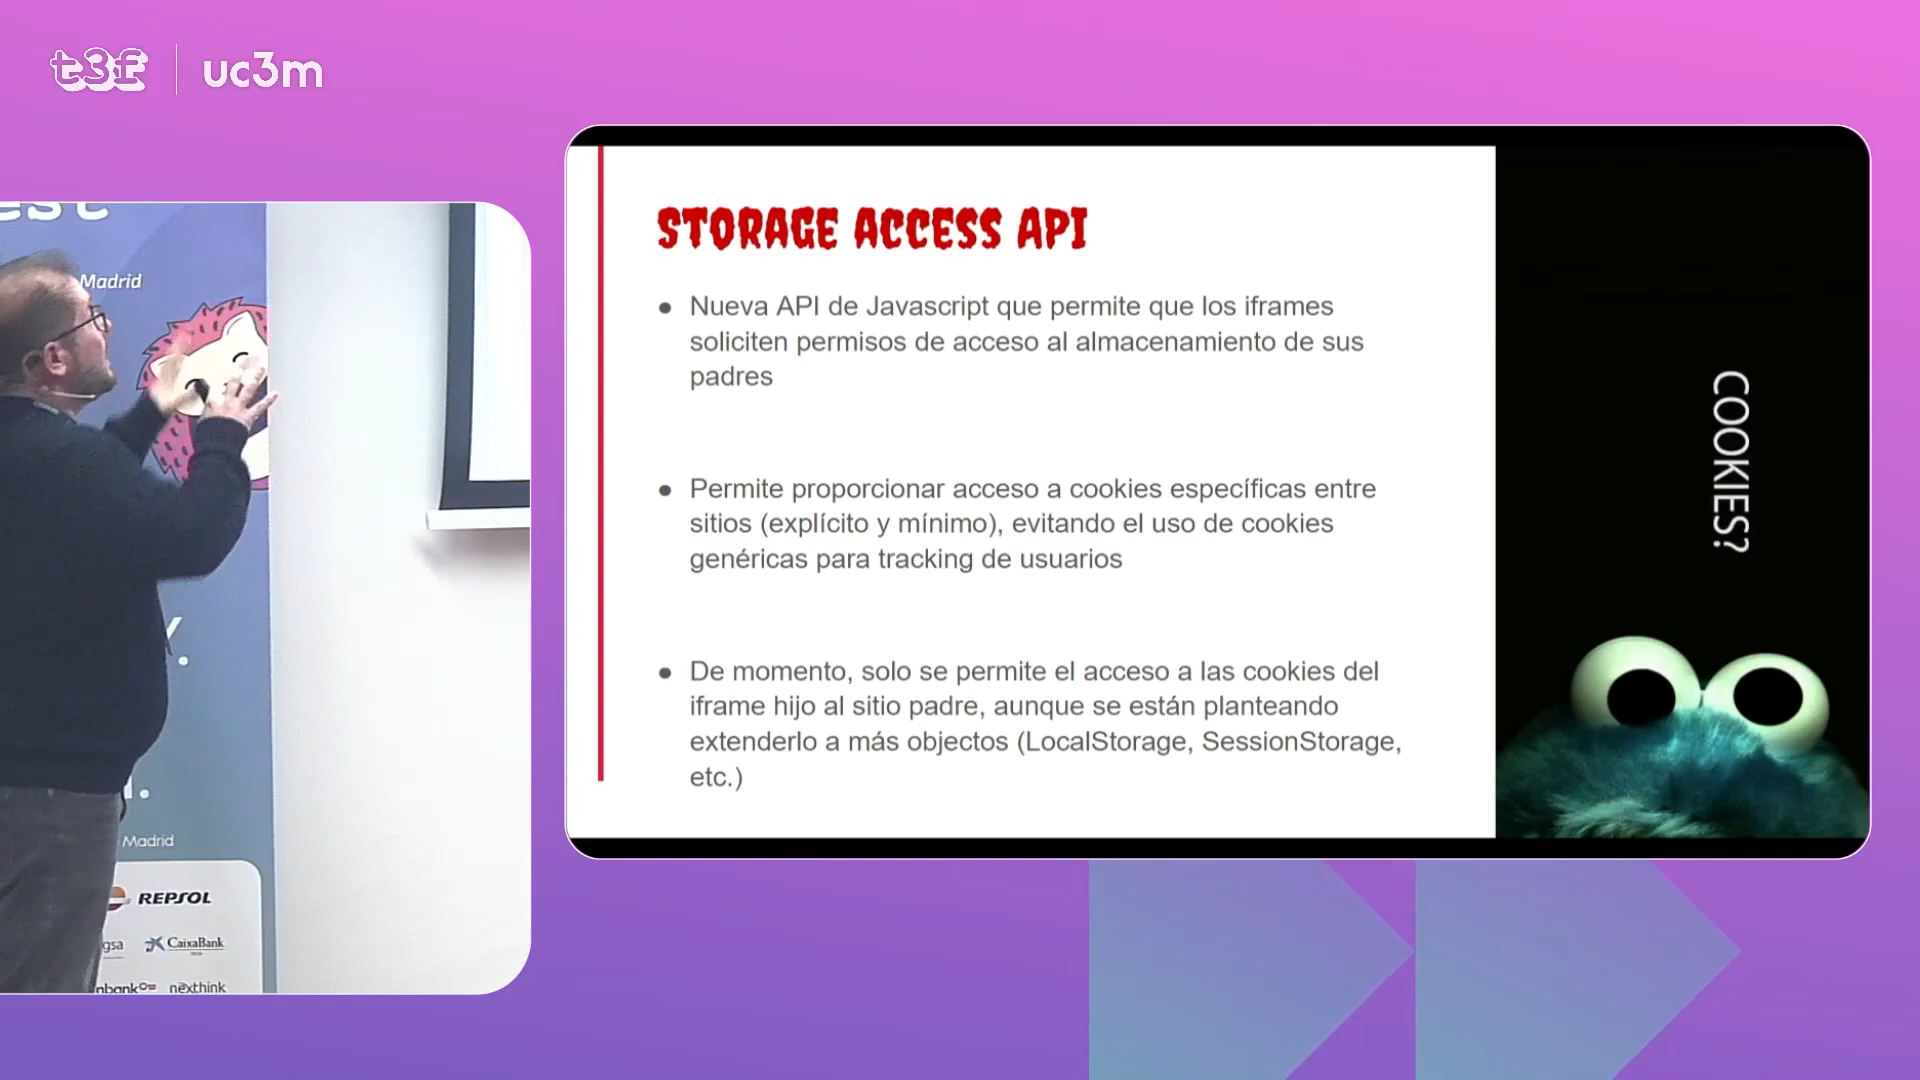 t3f
uc3m
est
Madrid
y.
Madrid
REPSOL
CaixaBank
nexthink
STORAGE ACCESS API
● Nueva API de Javascript que permite que los iframes
soliciten permisos de acceso al almacenamiento de sus
padres
● Permite proporcionar acceso a cookies específicas entre
sitios (explícito y mínimo), evitando el uso de cookies
genéricas para tracking de usuarios
● De momento, solo se permite el acceso a las cookies del
iframe hijo al sitio padre, aunque se están planteando
extenderlo a más objectos (LocalStorage, SessionStorage,
etc.)
COOKIES?